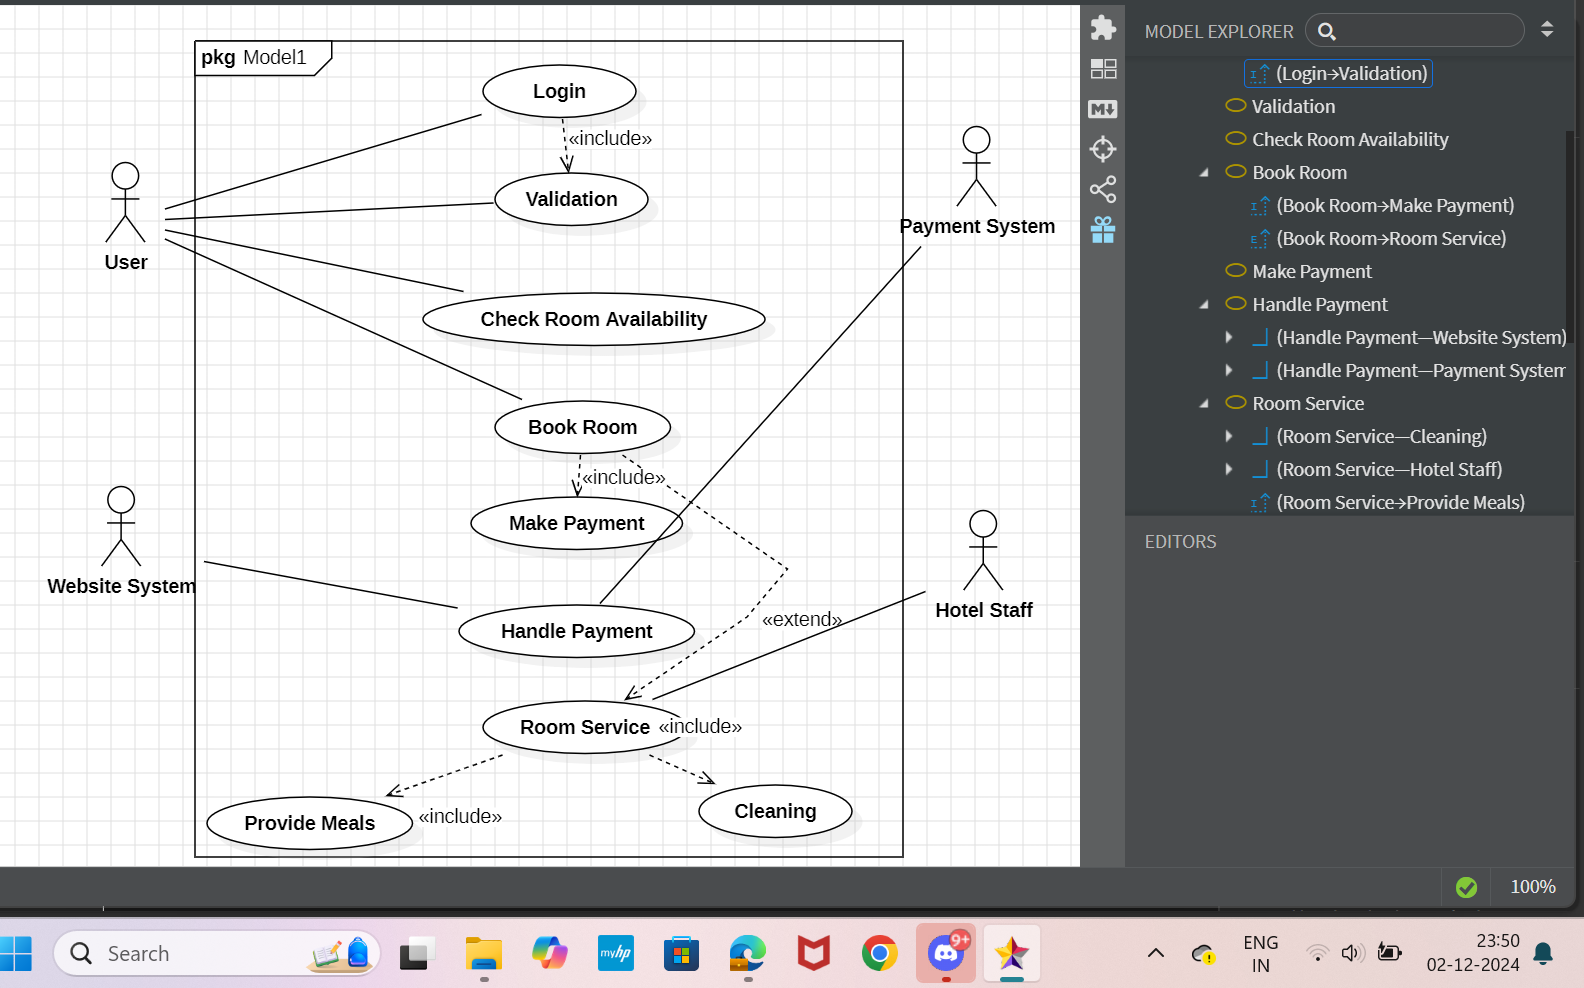 pkg Model1
Login
«include»
Validation
User
Payment System
Check Room Availability
Book Room
«include»
Make Payment
Website System
Hotel Staff
«extend»
Handle Payment
Room Service
«include»
Provide Meals
«include»
Cleaning
MODEL EXPLORER
(Login→Validation)
Validation
Check Room Availability
Book Room
(Book Room→Make Payment)
(Book Room→Room Service)
Make Payment
Handle Payment
(Handle Payment—Website System)
(Handle Payment—Payment System
Room Service
(Room Service—Cleaning)
(Room Service—Hotel Staff)
(Room Service→Provide Meals)
EDITORS
100%
Search
myhp
9+
ENG
IN
23:50
02-12-2024